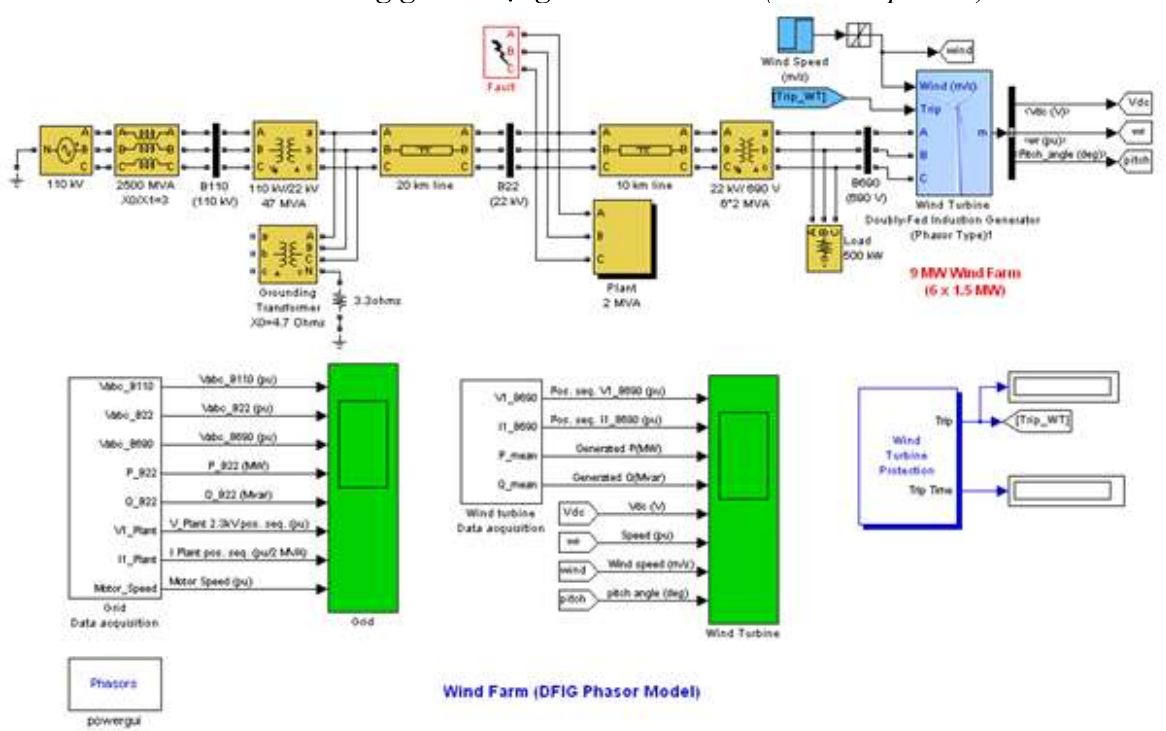 Wind Speed
(m/s)
wind
[Trip_WT]
Wind (m/s)
Trip
A
B
C
m
<Vdc (V)>
<wr (pu)>
Pitch_angle (deg)>
Vdc
wr
pitch
A
B
C
Fault
N
A
B
C
110 kV
A
B
C
A
B
C
2500 MVA
X0/X1=3
B110
(110 kV)
A
B
C
a
b
c
110 kV/22 kV
47 MVA
A
B
C
A
B
C
20 km line
B22
(22 kV)
A
B
C
A
B
C
10 km line
A
B
C
a
b
c
22 kV/ 690 V
6*2 MVA
B690
(690 V)
Wind Turbine
Doubly-Fed Induction Generator
(Phasor Type)1
A
B
C
Load
500 kW
9 MW Wind Farm
(6 x 1.5 MW)
A
B
C
Plant
2 MVA
a
b
c
A
B
C
N
Grounding
Transformer
X0=4.7 Ohms
3.3ohms
Vabc_B110
Vabc_B110 (pu)
Vabc_B22
Vabc_B22 (pu)
Vabc_B690
Vabc_B690 (pu)
P_B22
P_B22 (MW)
Q_B22
Q_B22 (Mvar)
V1_Plant
V_Plant 2.3kV pos. seq. (pu)
I1_Plant
I Plant pos. seq. (pu/2 MVA)
Motor_Speed
Motor Speed (pu)
Grid
Data acquisition
Grid
V1_B690
Pos. seq. V1_B690 (pu)
I1_B690
Pos. seq. I1_B690 (pu)
P_mean
Generated P(MW)
Q_mean
Generated Q(Mvar)
Wind turbine
Data acquisition
Vdc
Vdc (V)
wr
Speed (pu)
wind
Wind speed (m/s)
pitch
pitch angle (deg)
Wind Turbine
Wind
Turbine
Protection
Trip
[Trip_WT]
Trip Time
Phasors
powergui
Wind Farm (DFIG Phasor Model)